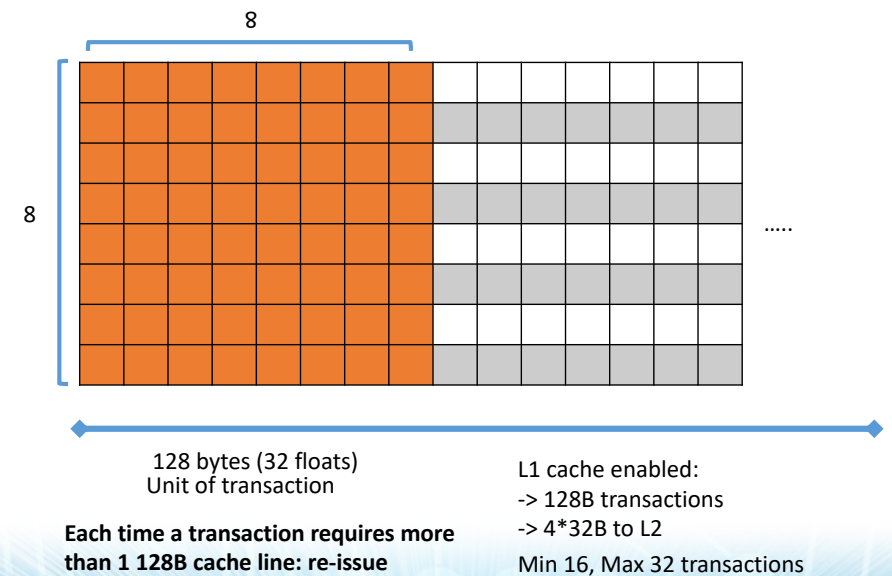 8
8
.....
128 bytes (32 floats)
Unit of transaction
Each time a transaction requires more
than 1 128B cache line: re-issue
L1 cache enabled:
-> 128B transactions
-> 4*32B to L2
Min 16, Max 32 transactions